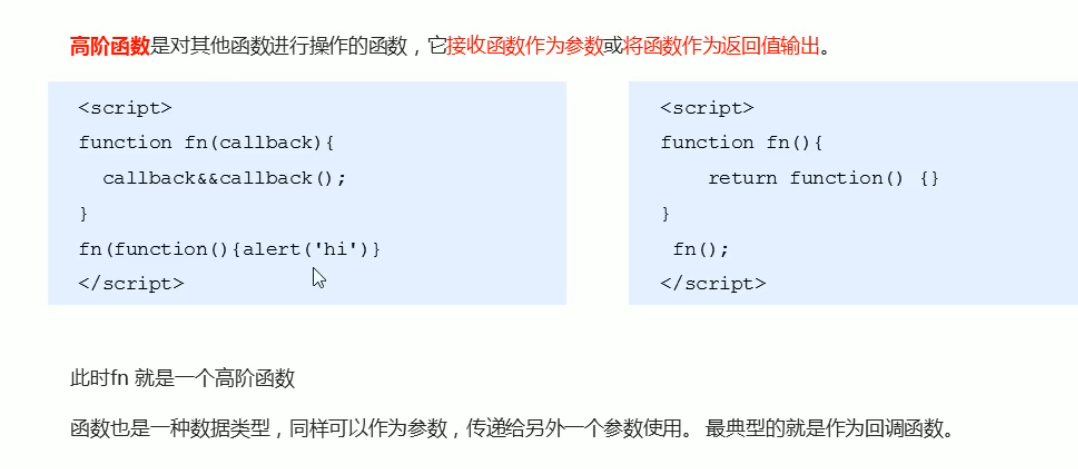 高阶函数是对其他函数进行操作的函数，它接收函数作为参数或将函数作为返回值输出。
<script>
function fn(callback){
  callback&&callback();
}
fn(function(){alert('hi')}
</script>
<script>
function fn(){
    return function() {}
}
 fn();
</script>
此时fn 就是一个高阶函数
函数也是一种数据类型，同样可以作为参数，传递给另外一个参数使用。 最典型的就是作为回调函数。